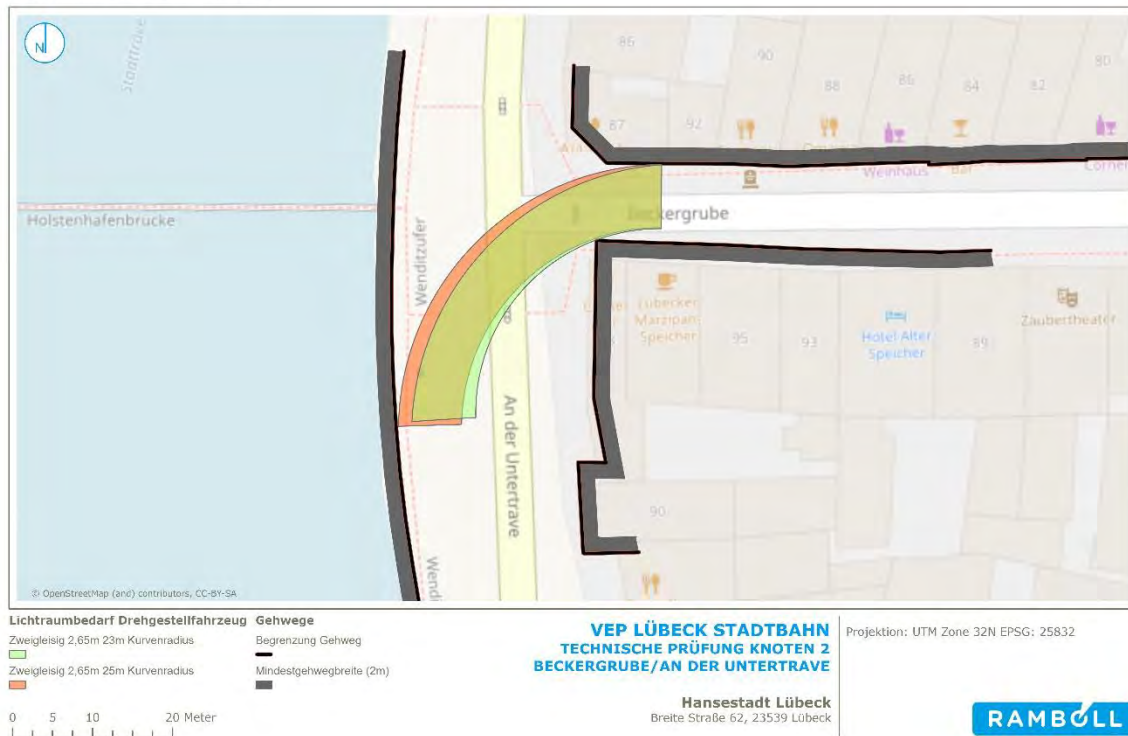 N
Stadttrave
86
90
88
86
84
82
80
87
92
Weinhaus
Bar
Corner
Holstenhafenbrücke
Wenditzufer
Beckergrube
Lübecker
Marzipan
Speicher
95
93
Hotel Alter
Speicher
89
Zaubertheater
An der Untertrave
90
Wendi
© OpenStreetMap (and) contributors, CC-BY-SA
Lichtraumbedarf Drehgestellfahrzeug
Zweigleisig 2,65m 23m Kurvenradius
Zweigleisig 2,65m 25m Kurvenradius
0 5 10 20 Meter
Gehwege
Begrenzung Gehweg
Mindestgehwegbreite (2m)
VEP LÜBECK STADTBAHN
TECHNISCHE PRÜFUNG KNOTEN 2
BECKERGRUBE/AN DER UNTERTRAVE
Hansestadt Lübeck
Breite Straße 62, 23539 Lübeck
Projektion: UTM Zone 32N EPSG: 25832
RAMBOLL